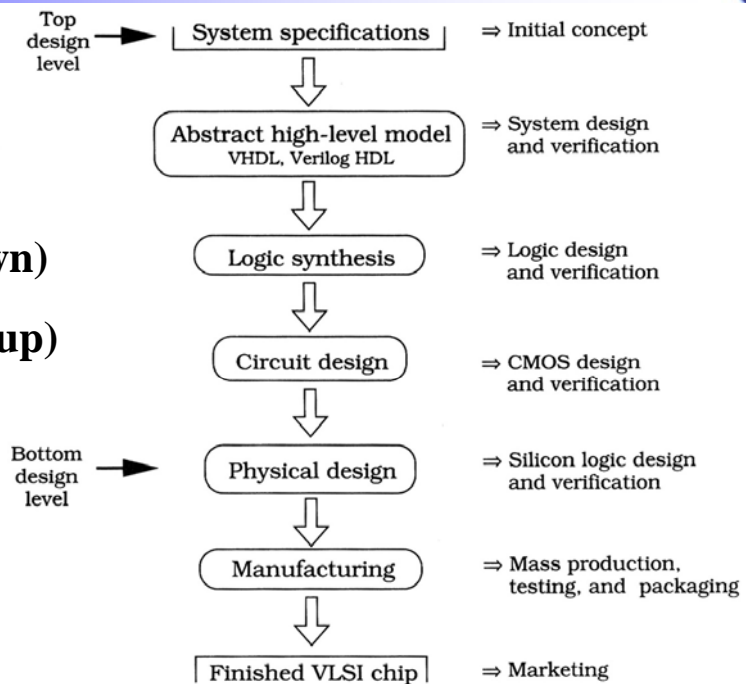 Top
design
level
System specifications
⇒ Initial concept
Abstract high-level model
VHDL, Verilog HDL
⇒ System design
and verification
Logic synthesis
⇒ Logic design
and verification
wn)
up)
Circuit design
⇒ CMOS design
and verification
Bottom
design
level
Physical design
⇒ Silicon logic design
and verification
Manufacturing
⇒ Mass production,
testing, and packaging
Finished VLSI chip
⇒ Marketing